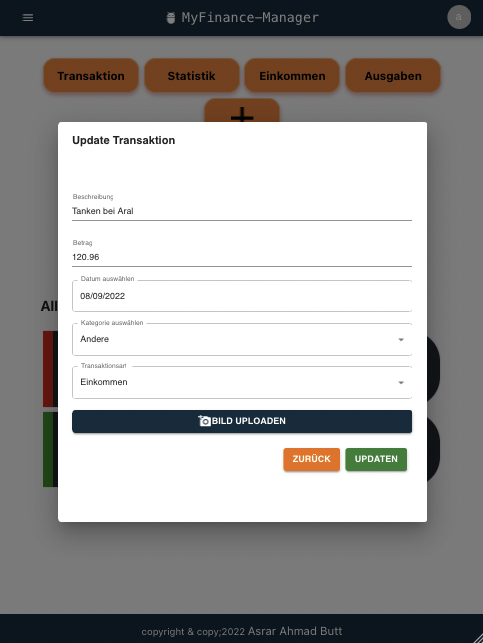 MyFinance-Manager
a
Transaktion Statistik Einkommen Ausgaben
+
Update Transaktion
Beschreibung
Tanken bei Aral
Betrag
120.96
Datum auswählen
08/09/2022
All
Kategorie auswählen
Andere
Transaktionsart
Einkommen
BILD UPLOADEN
ZURÜCK UPDATEN
copyright & copy;2022 Asrar Ahmad Butt